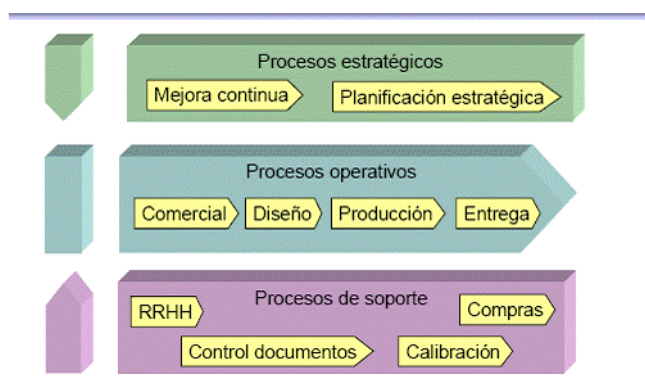 Procesos estratégicos
Mejora continua
Planificación estratégica
Procesos operativos
Comercial
Diseño
Producción
Entrega
Procesos de soporte
RRHH
Compras
Control documentos
Calibración